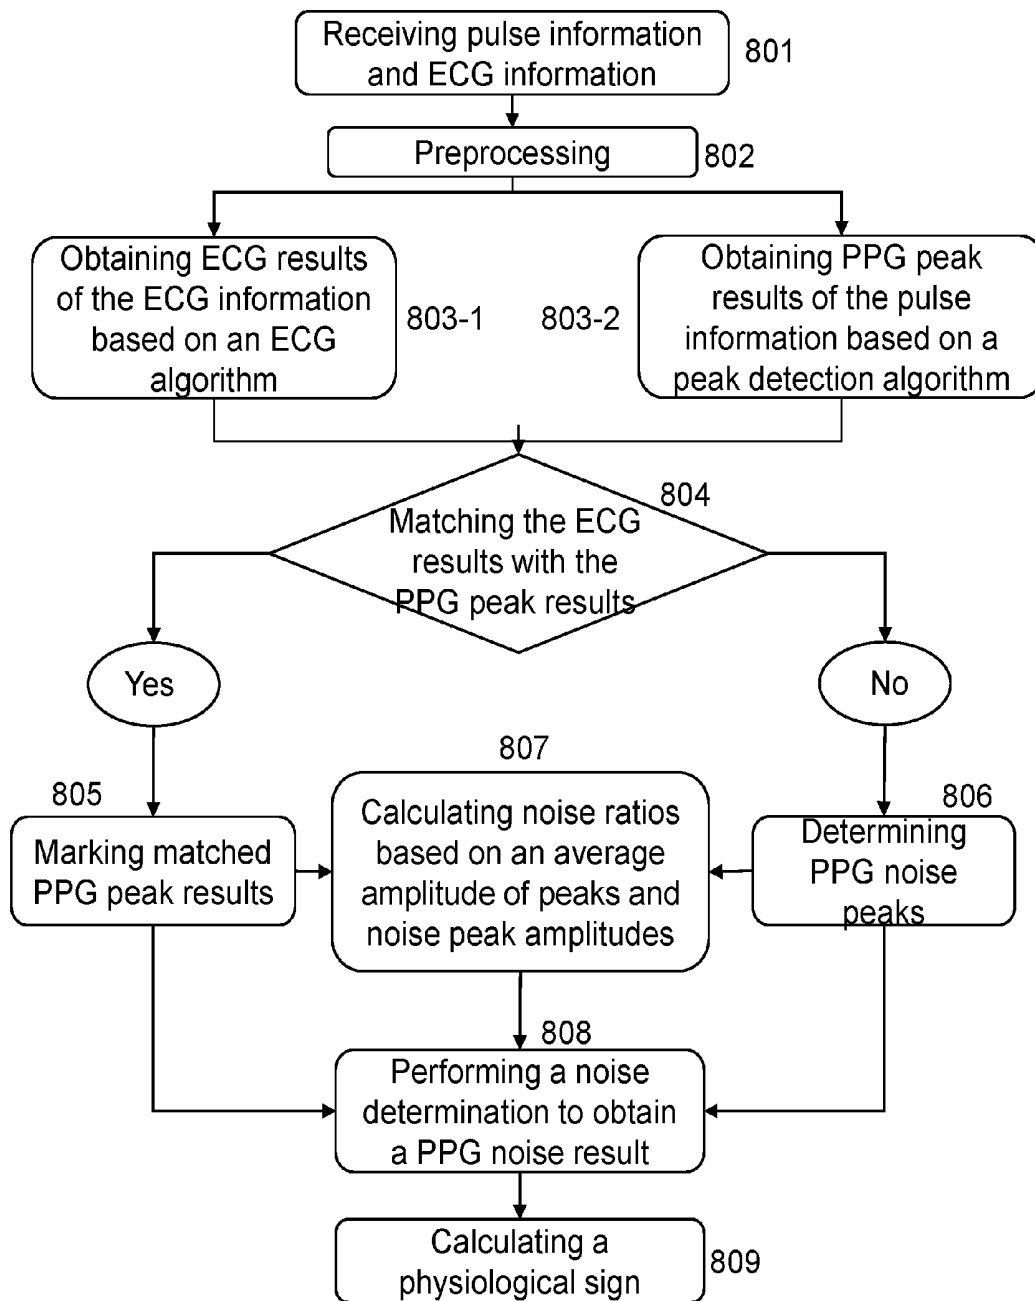 Receiving pulse information
and ECG information
801
Preprocessing
802
Obtaining ECG results
of the ECG information
based on an ECG
algorithm
803-1
803-2
Obtaining PPG peak
results of the pulse
information based on a
peak detection algorithm
804
Matching the ECG
results with the
PPG peak results
Yes
No
805
Marking matched
PPG peak results
807
Calculating noise ratios
based on an average
amplitude of peaks and
noise peak amplitudes
806
Determining
PPG noise
peaks
808
Performing a noise
determination to obtain
a PPG noise result
Calculating a
physiological sign
809